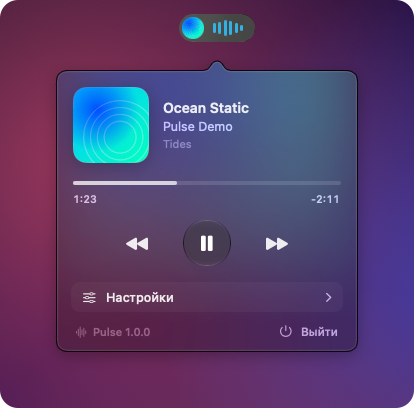 Ocean Static
Pulse Demo
Tides
1:23
-2:11
Настройки
Pulse 1.0.0
Выйти